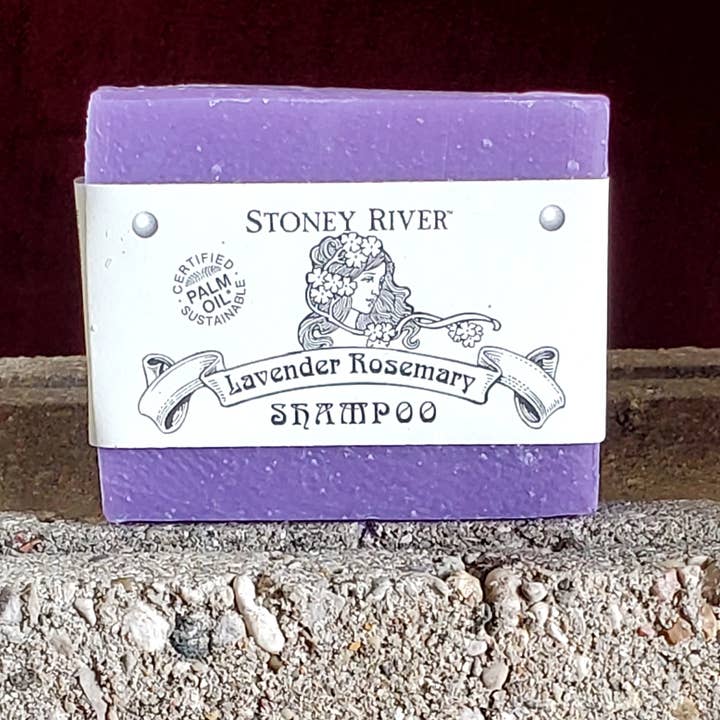 STONEY RIVER™
CERTIFIED
PALM
OIL*
SUSTAINABLE
Lavender Rosemary
SHAMPOO